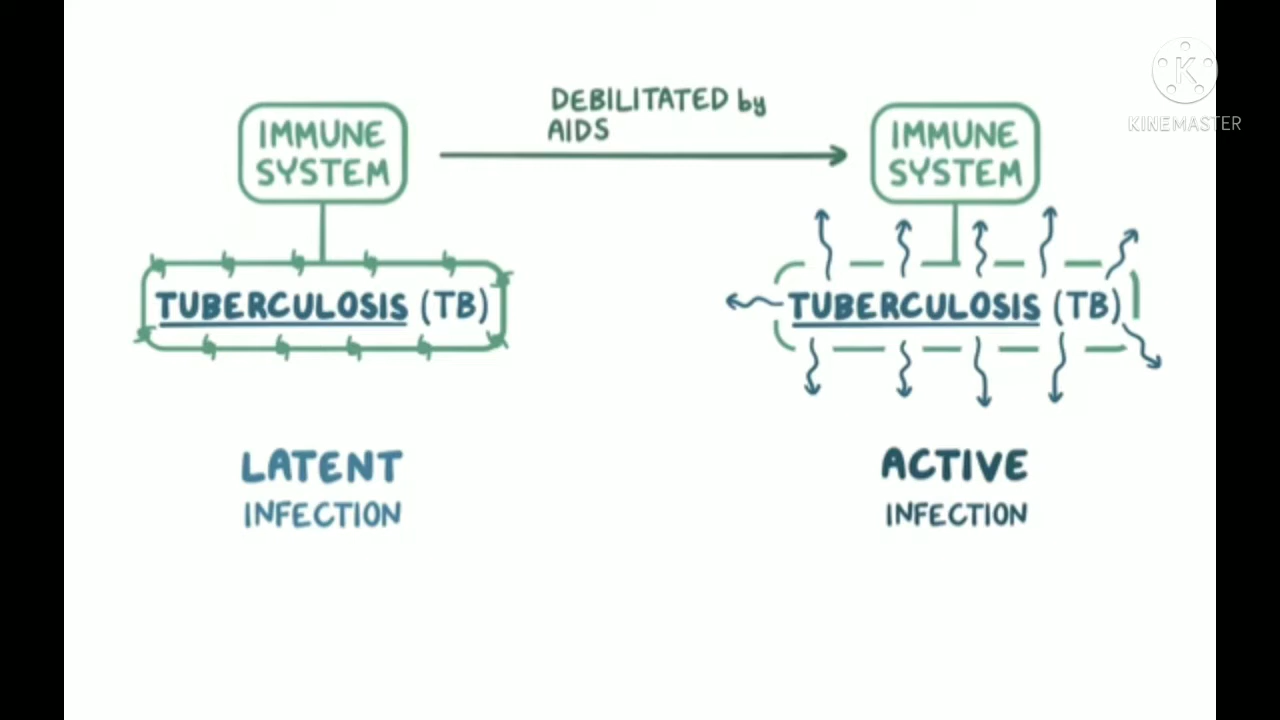 DEBILITATED by
AIDS
IMMUNE
SYSTEM
IMMUNE
SYSTEM
KINEMASTER
TUBERCULOSIS (TB)
TUBERCULOSIS (TB)
LATENT
INFECTION
ACTIVE
INFECTION